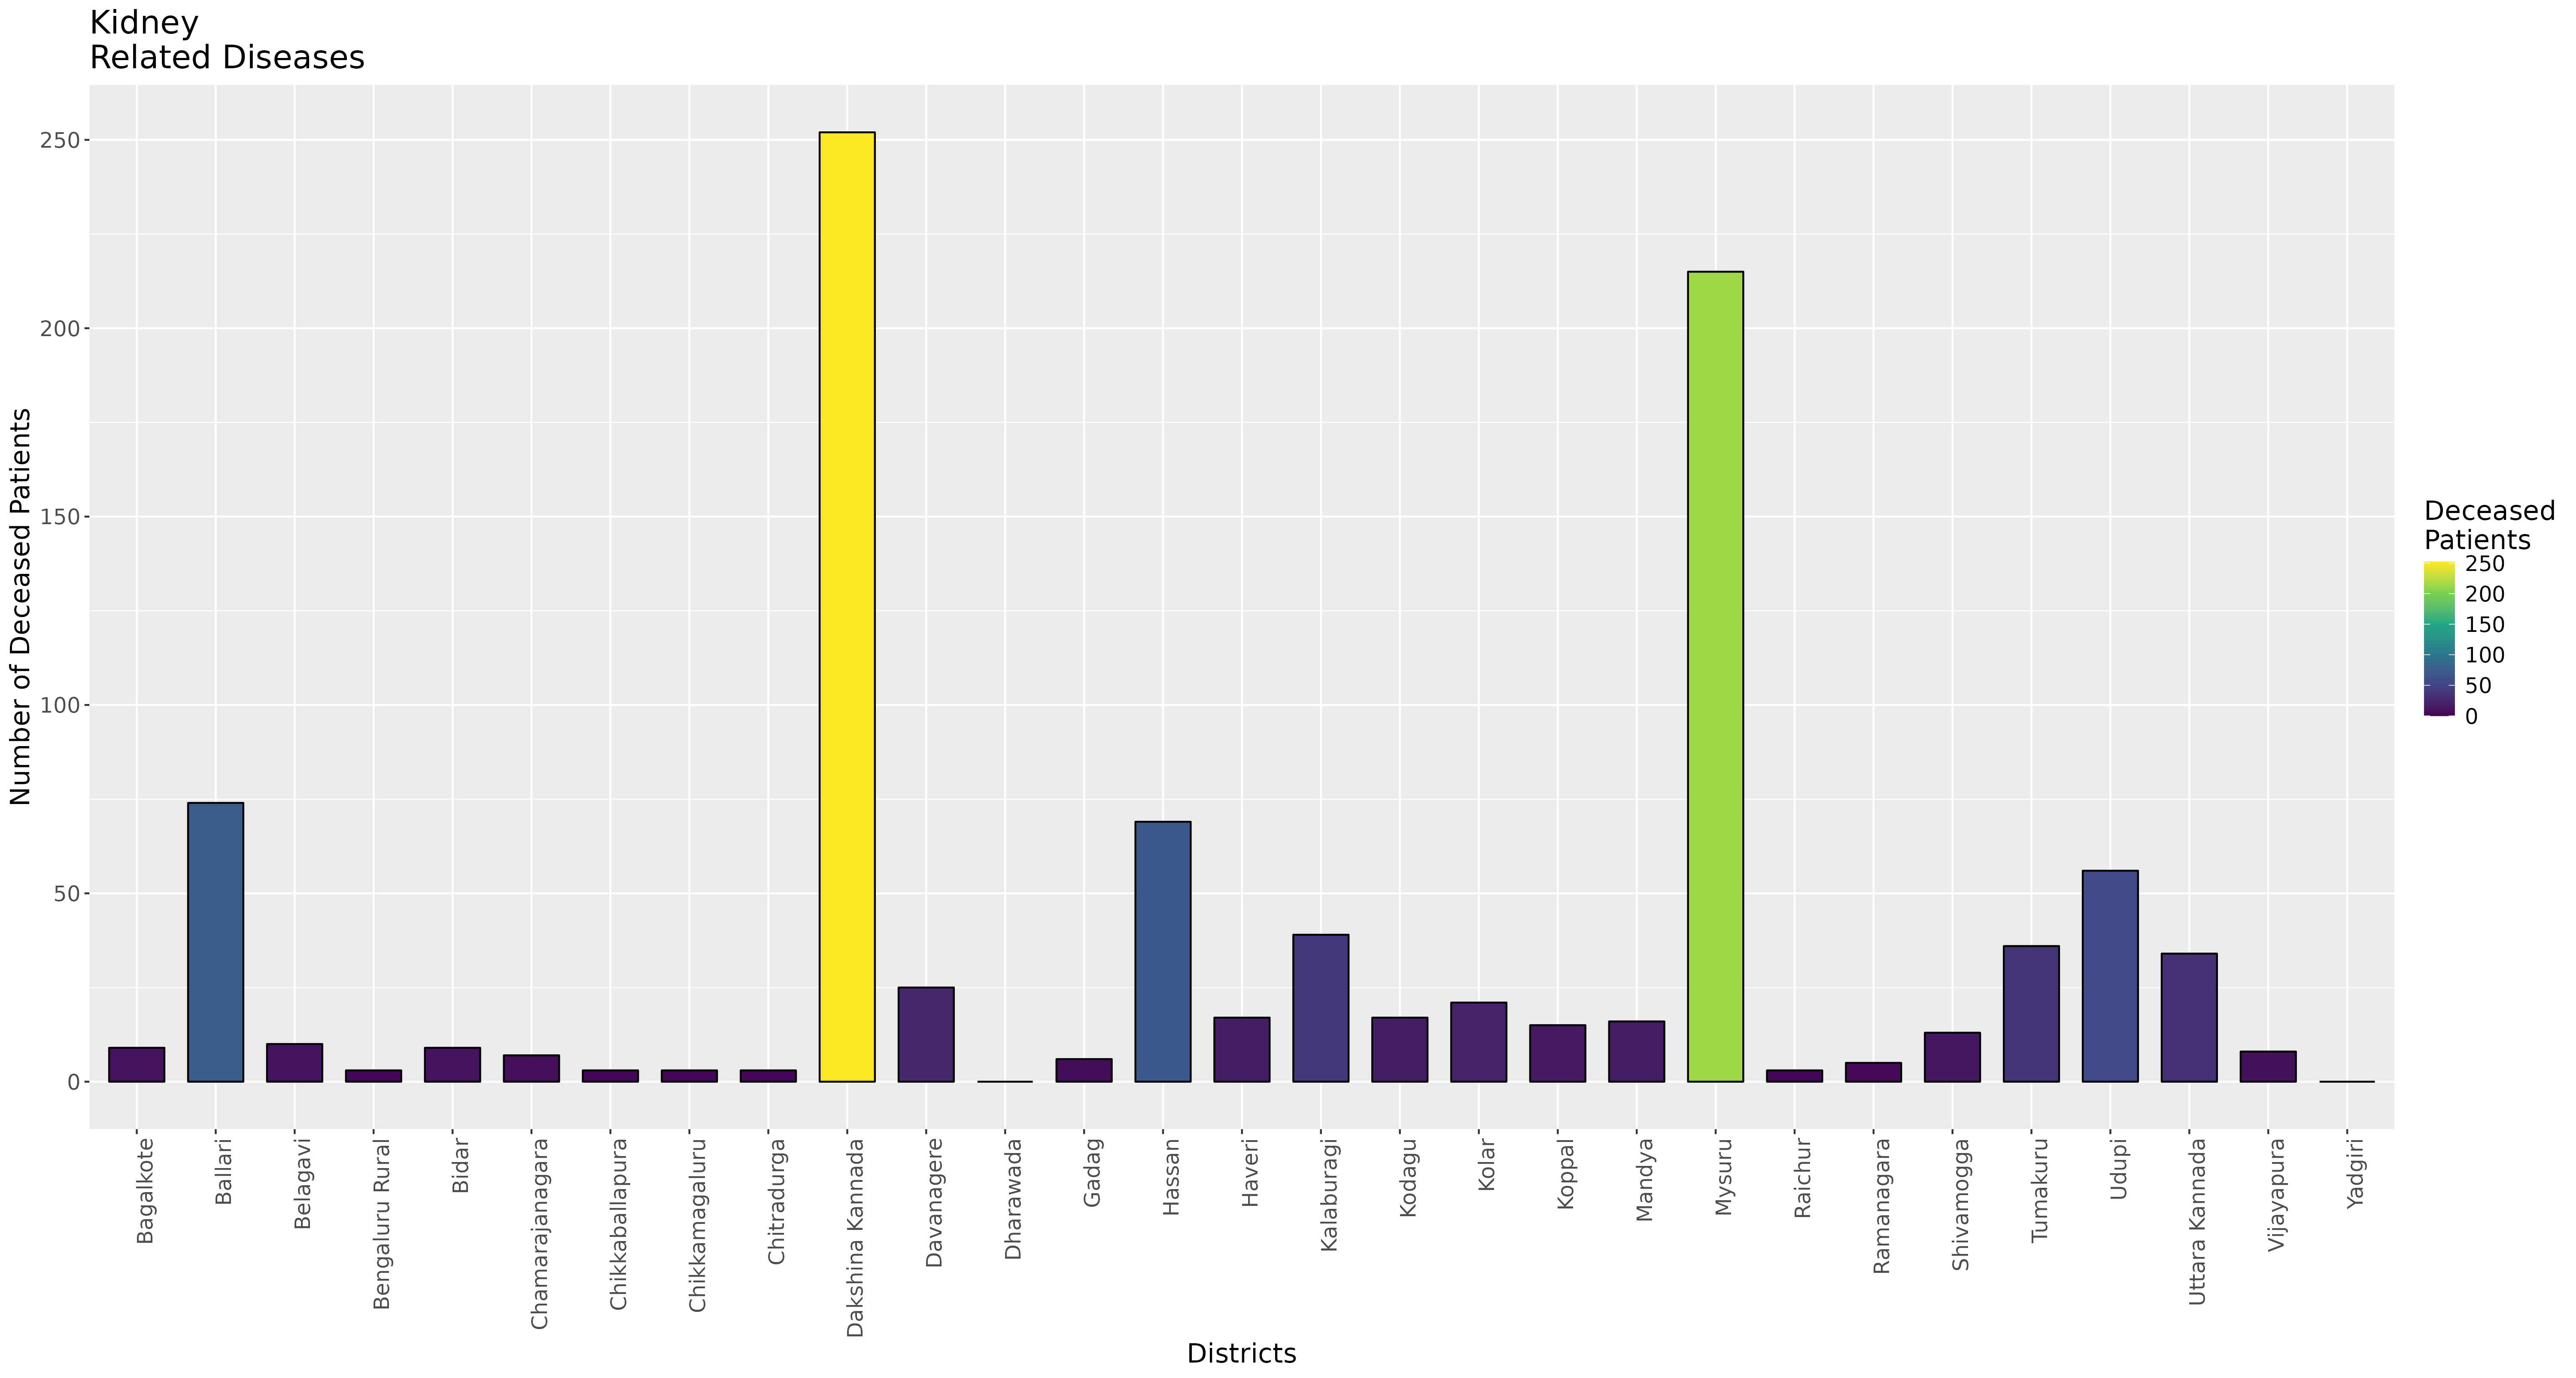 Kidney
Related Diseases
Number of Deceased Patients
250
200
150
100
50
0
Bagalkote
Ballari
Belagavi
Bengaluru Rural
Bidar
Chamarajanagara
Chikkaballapura
Chikkamagaluru
Chitradurga
Dakshina Kannada
Davanagere
Dharawada
Gadag
Hassan
Haveri
Kalaburagi
Kodagu
Kolar
Koppal
Mandya
Mysuru
Raichur
Ramanagara
Shivamogga
Tumakuru
Udupi
Uttara Kannada
Vijayapura
Yadgiri
Districts
Deceased
Patients
250
200
150
100
50
0